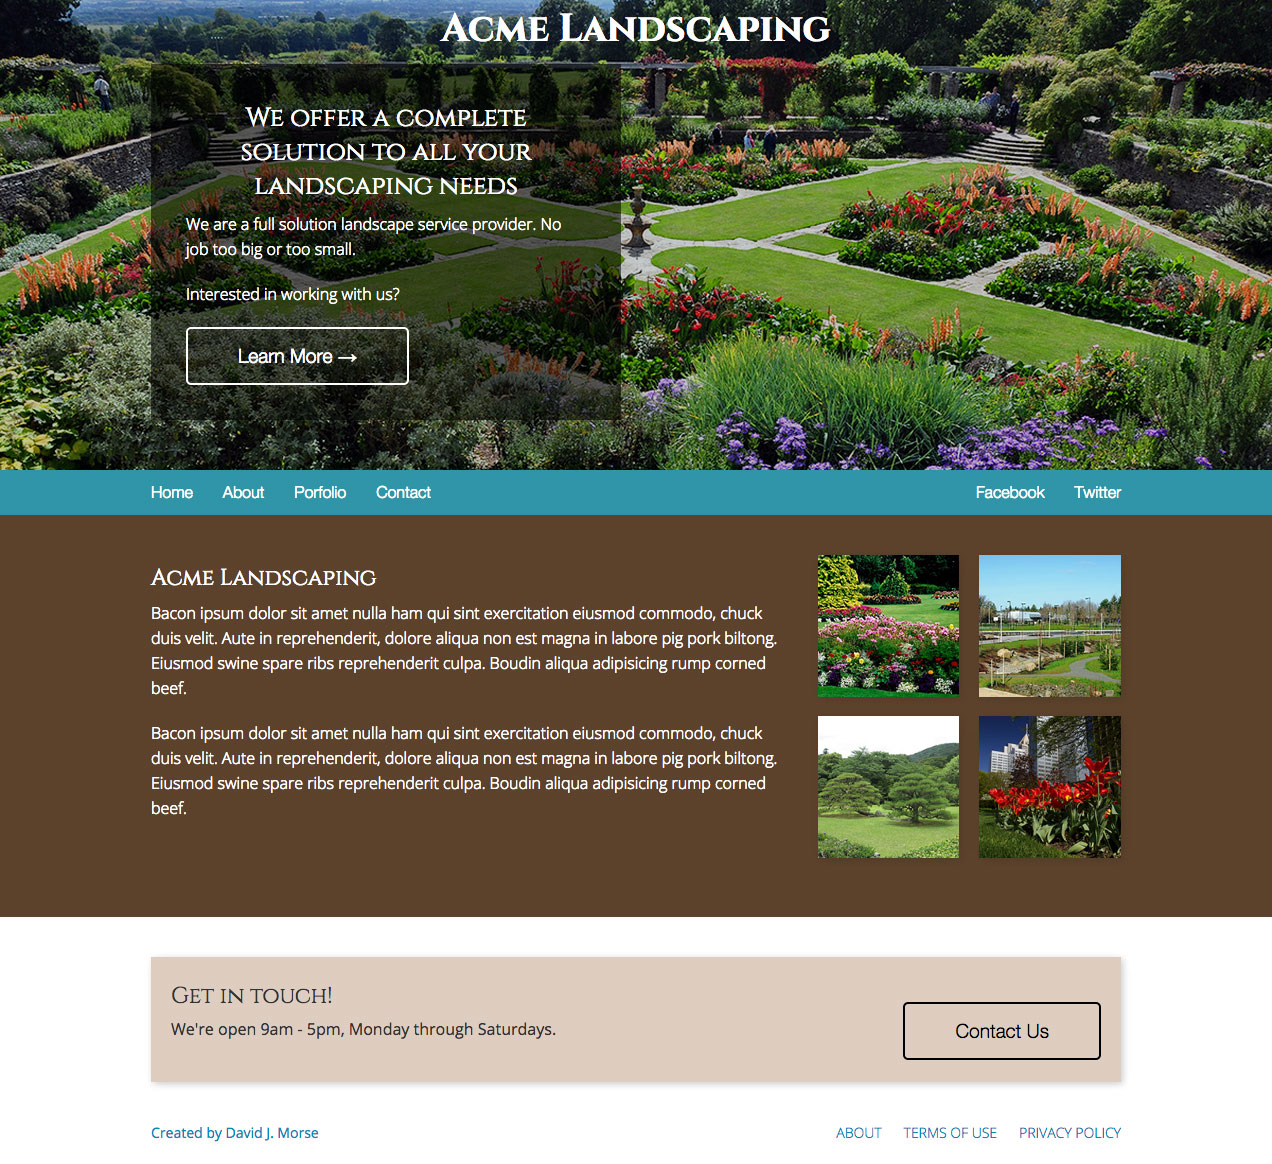 Acme Landscaping
We offer a complete
solution to all your
landscaping needs
We are a full solution landscape service provider. No
job too big or too small.
Interested in working with us?
Learn More →
Home About Porfolio Contact Facebook Twitter
Acme Landscaping
Bacon ipsum dolor sit amet nulla ham qui sint exercitation eiusmod commodo, chuck
duis velit. Aute in reprehenderit, dolore aliqua non est magna in labore pig pork biltong.
Eiusmod swine spare ribs reprehenderit culpa. Boudin aliqua adipisicing rump corned
beef.
Bacon ipsum dolor sit amet nulla ham qui sint exercitation eiusmod commodo, chuck
duis velit. Aute in reprehenderit, dolore aliqua non est magna in labore pig pork biltong.
Eiusmod swine spare ribs reprehenderit culpa. Boudin aliqua adipisicing rump corned
beef.
Get in touch!
We're open 9am - 5pm, Monday through Saturdays.
Contact Us
Created by David J. Morse ABOUT TERMS OF USE PRIVACY POLICY